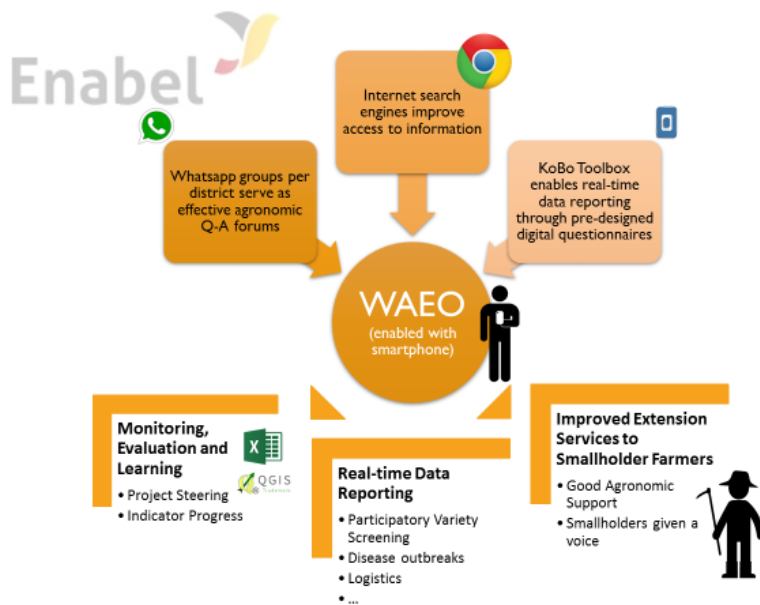 Enabel
Internet search
engines improve
access to information
Whatsapp groups per
district serve as
effective agronomic
Q-A forums
KoBo Toolbox
enables real-time
data reporting
through pre-designed
digital questionnaires
WAEO
(enabled with
smartphone)
Monitoring,
Evaluation and
Learning
• Project Steering
• Indicator Progress
X
QGIS
Real-time Data
Reporting
• Participatory Variety
Screening
• Disease outbreaks
• Logistics
• ...
Improved Extension
Services to
Smallholder Farmers
• Good Agronomic
Support
• Smallholders given a
voice